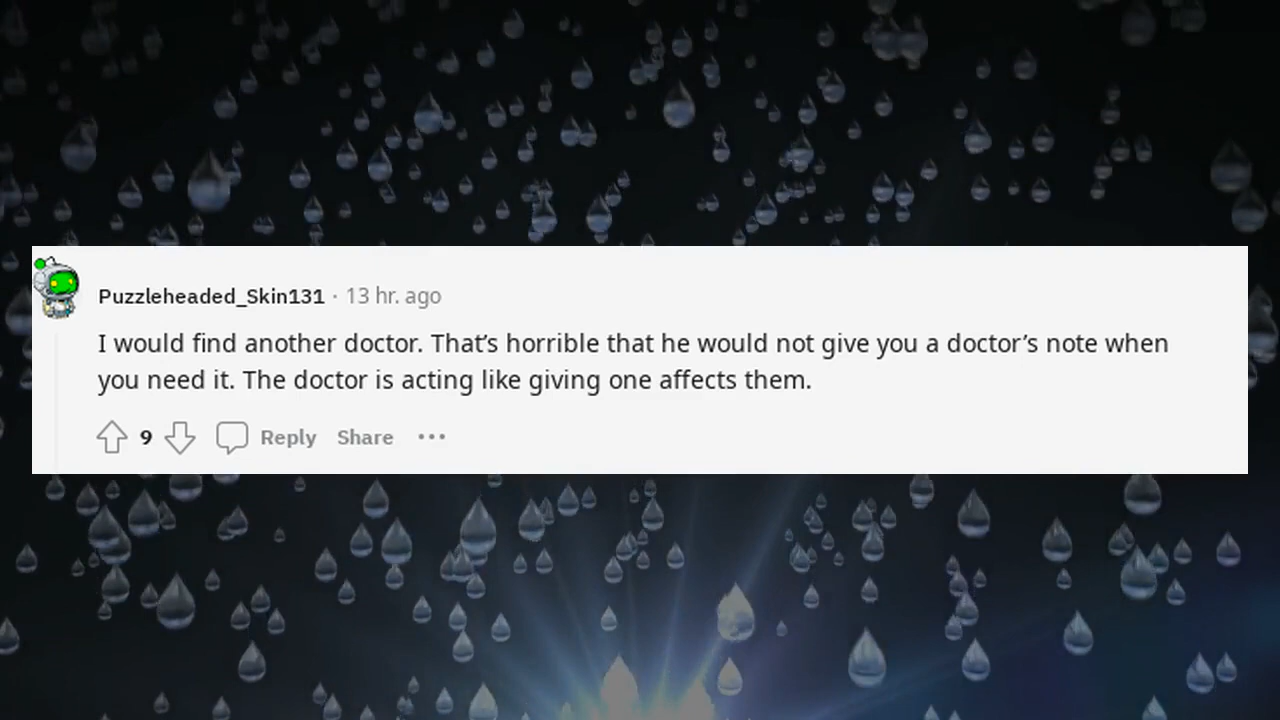 Puzzleheaded_Skin131 · 13 hr. ago
I would find another doctor. That’s horrible that he would not give you a doctor’s note when
you need it. The doctor is acting like giving one affects them.
9 Reply Share •••